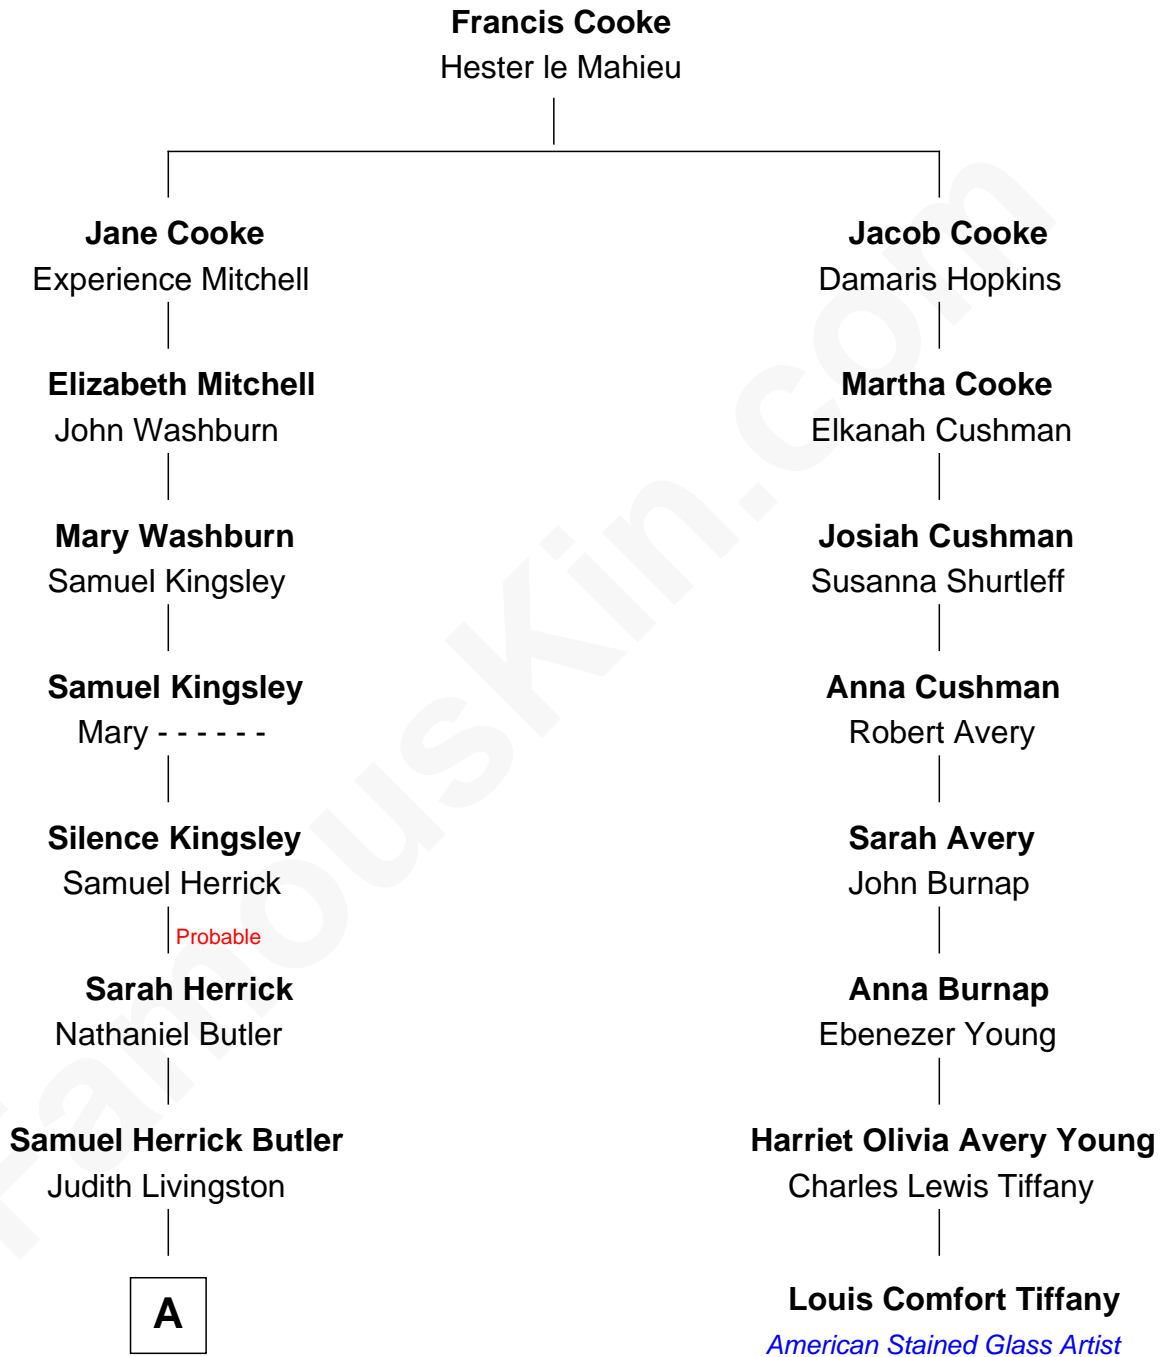 Francis Cooke
Hester le Mahieu
Jane Cooke
Experience Mitchell
Jacob Cooke
Damaris Hopkins
Elizabeth Mitchell
John Washburn
Martha Cooke
Elkanah Cushman
Mary Washburn
Samuel Kingsley
Josiah Cushman
Susanna Shurtleff
Samuel Kingsley
Mary - - - - - -
Anna Cushman
Robert Avery
Silence Kingsley
Samuel Herrick
Probable
Sarah Avery
John Burnap
Sarah Herrick
Nathaniel Butler
Anna Burnap
Ebenezer Young
Samuel Herrick Butler
Judith Livingston
Harriet Olivia Avery Young
Charles Lewis Tiffany
A
Louis Comfort Tiffany
American Stained Glass Artist
FamousKin.com